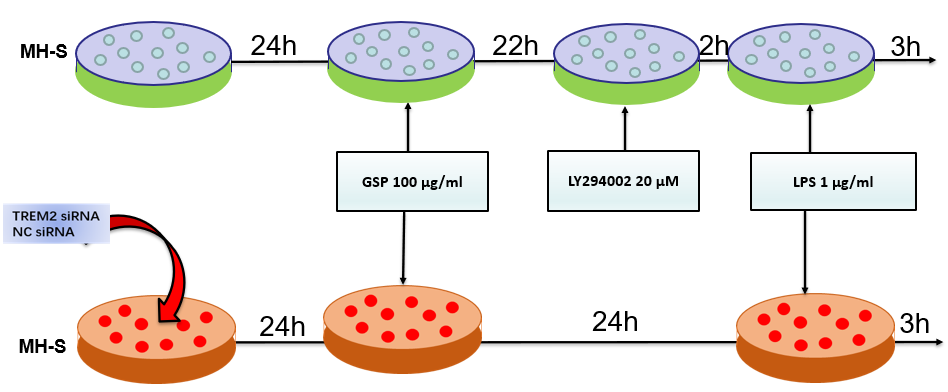 MH-S
24h
22h
2h
3h
GSP 100 µg/ml
LY294002 20 µM
LPS 1 µg/ml
TREM2 siRNA
NC siRNA
MH-S
24h
24h
3h